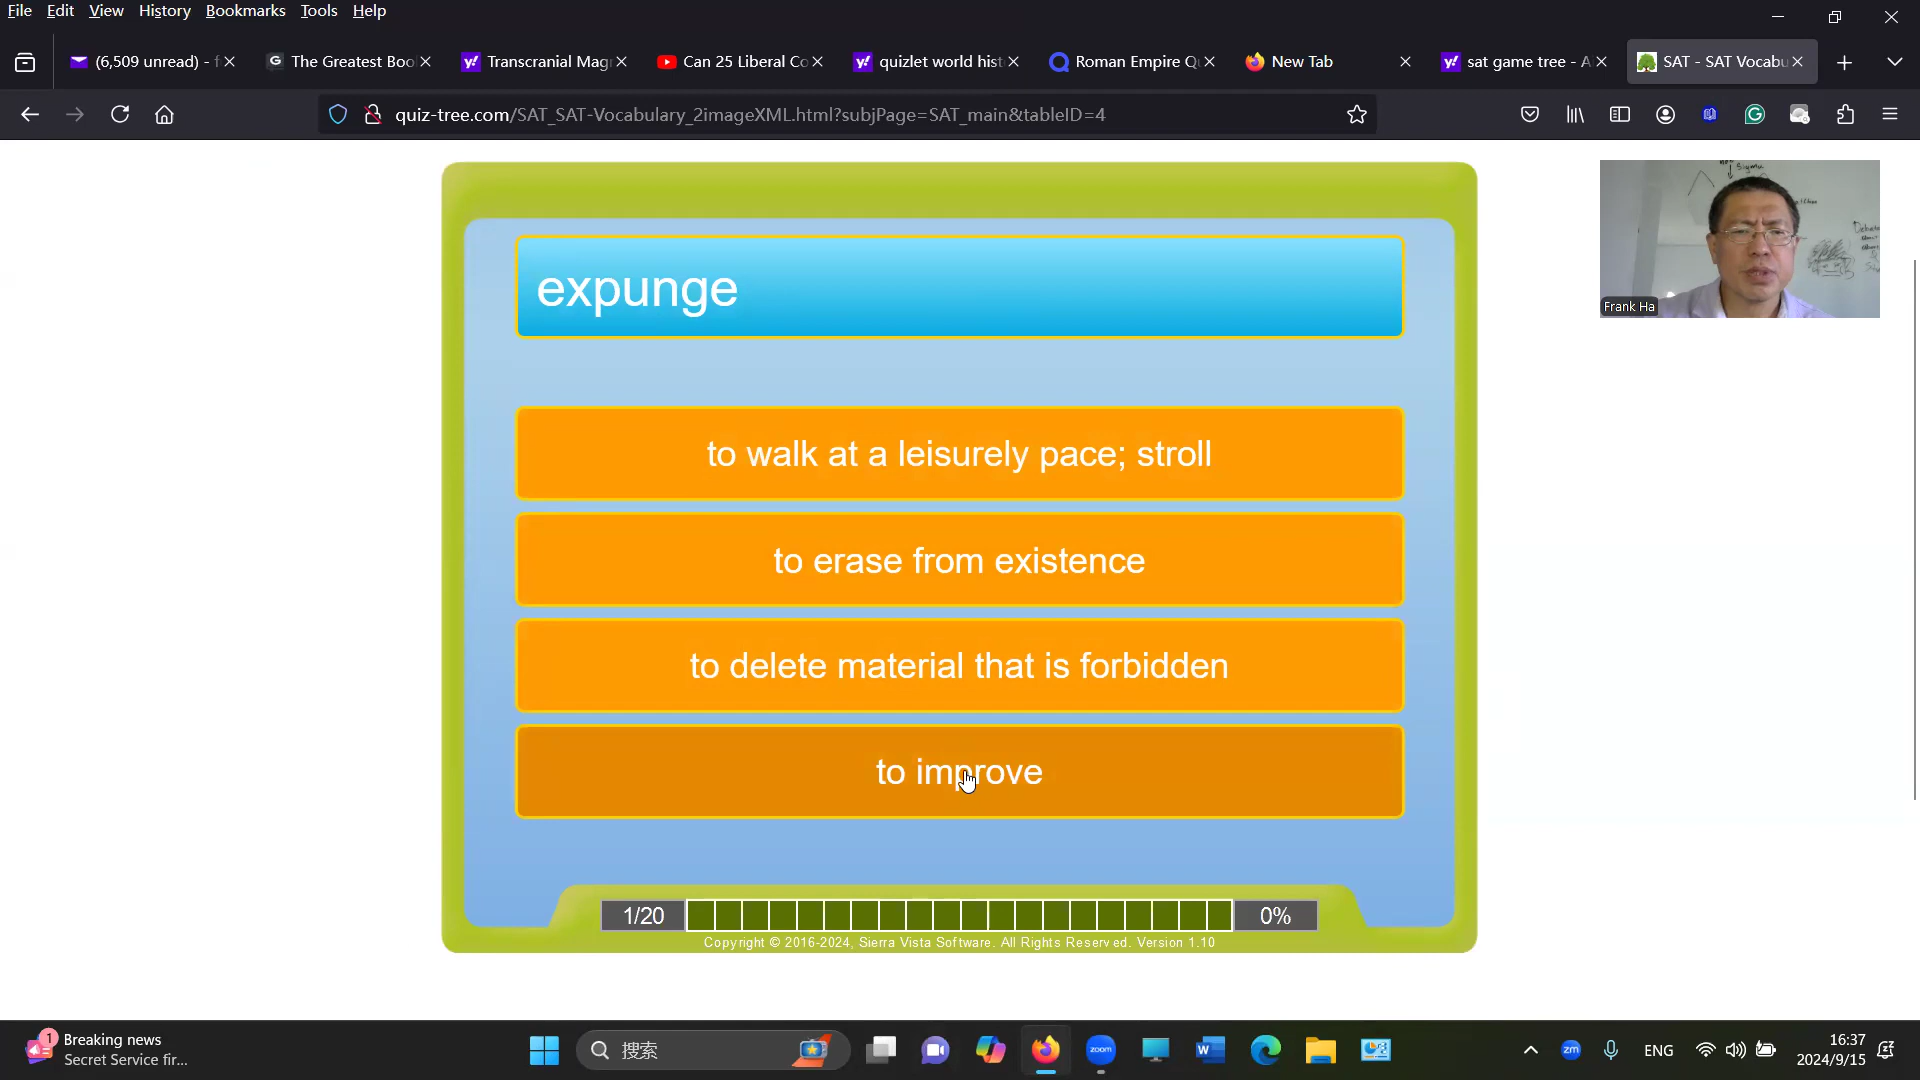 File Edit View History Bookmarks Tools Help
(6,509 unread) - f
The Greatest Boo
Transcranial Mag
Can 25 Liberal Co
quizlet world hist
Roman Empire Q
New Tab
sat game tree - A
SAT - SAT Vocabu
quiz-tree.com/SAT_SAT-Vocabulary_2imageXML.html?subjPage=SAT_main&tableID=4
expunge
Frank Ha
to walk at a leisurely pace; stroll
to erase from existence
to delete material that is forbidden
to improve
1/20
0%
Copyright © 2016-2024, Sierra Vista Software. All Rights Reserved. Version 1.10
1
Breaking news
Secret Service fir...
搜索
zoom
zm
ENG
16:37
2024/9/15